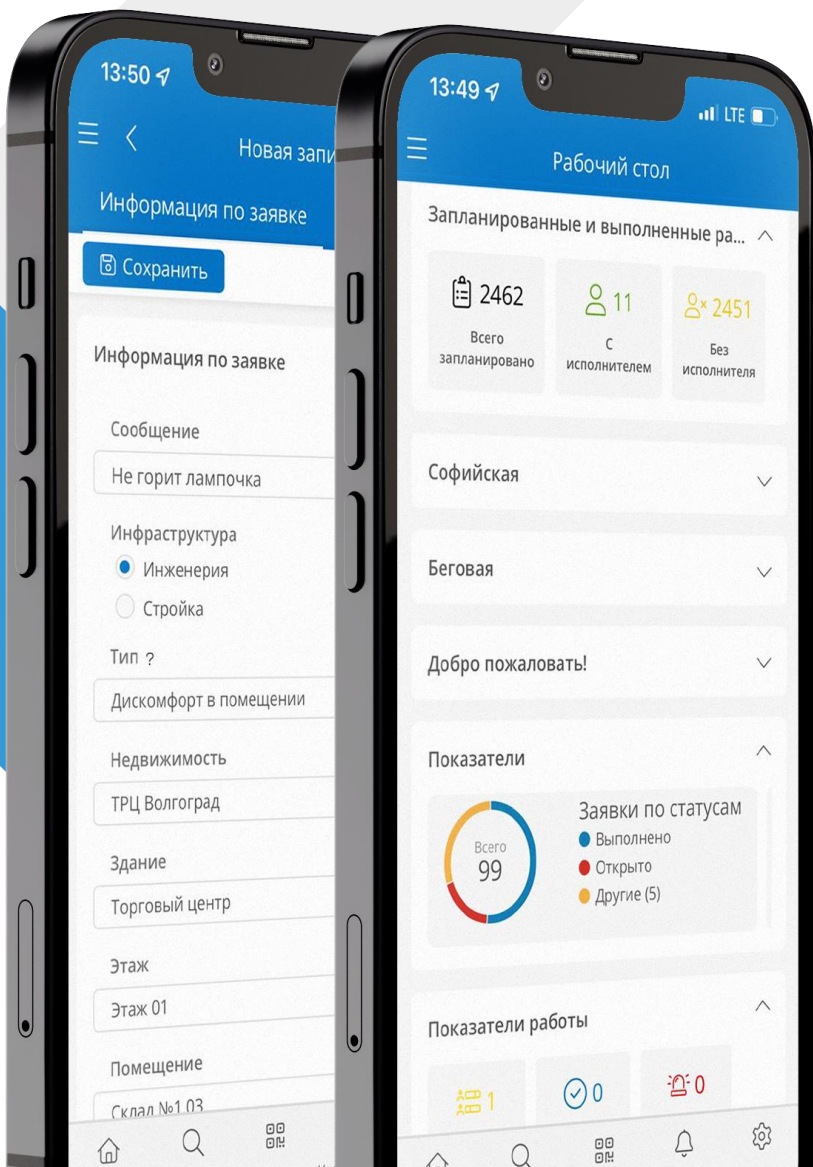 13:50
Новая запи
Информация по заявке
Сохранить
Информация по заявке
Сообщение
Не горит лампочка
Инфраструктура
Инженерия
Стройка
Тип ?
Дискомфорт в помещении
Недвижимость
ТРЦ Волгоград
Здание
Торговый центр
Этаж
Этаж 01
Помещение
Склад №1 03
13:49
LTE
Рабочий стол
Запланированные и выполненные ра...
2462
Всего
запланировано
11
С
исполнителем
2451
Без
исполнителя
Софийская
Беговая
Добро пожаловать!
Показатели
Всего
99
Заявки по статусам
Выполнено
Открыто
Другие (5)
Показатели работы
1
0
0